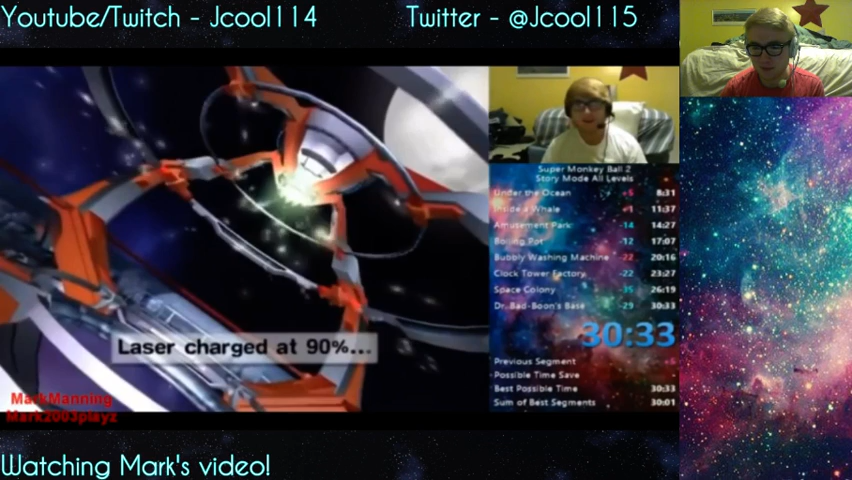 Youtube/Twitch - Jcool114
Twitter - @Jcool115
Super Monkey Ball 2
Story Mode All Levels
Under the Ocean +5 8:31
Inside a Whale +1 11:37
Amusement Park -14 14:27
Boiling Pot -12 17:07
Bubbly Washing Machine -22 20:16
Clock Tower Factory -22 23:27
Space Colony -35 26:19
Dr. Bad-Boon's Base -29 30:33
30:33
Laser charged at 90%...
Previous Segment
Possible Time Save -
Best Possible Time 30:33
Sum of Best Segments 30:01
MarkManning
Mark2003playz
Watching Mark's video!